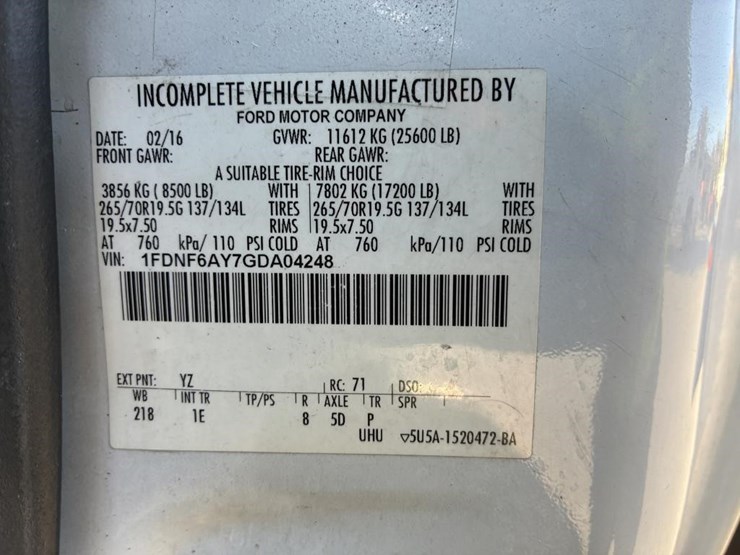 INCOMPLETE VEHICLE MANUFACTURED BY
FORD MOTOR COMPANY
DATE: 02/16 GVWR: 11612 KG (25600 LB)
FRONT GAWR: REAR GAWR:
A SUITABLE TIRE-RIM CHOICE
3856 KG ( 8500 LB) WITH 7802 KG (17200 LB) WITH
265/70R19.5G 137/134L TIRES 265/70R19.5G 137/134L TIRES
19.5x7.50 RIMS 19.5x7.50 RIMS
AT 760 kPa/ 110 PSI COLD AT 760 kPa/110 PSI COLD
VIN: 1FDNF6AY7GDA04248
EXT PNT: YZ RC: 71 DSO:
WB INT TR TP/PS R AXLE TR SPR
218 1E 8 5D P
UHU ▽5U5A-1520472-BA